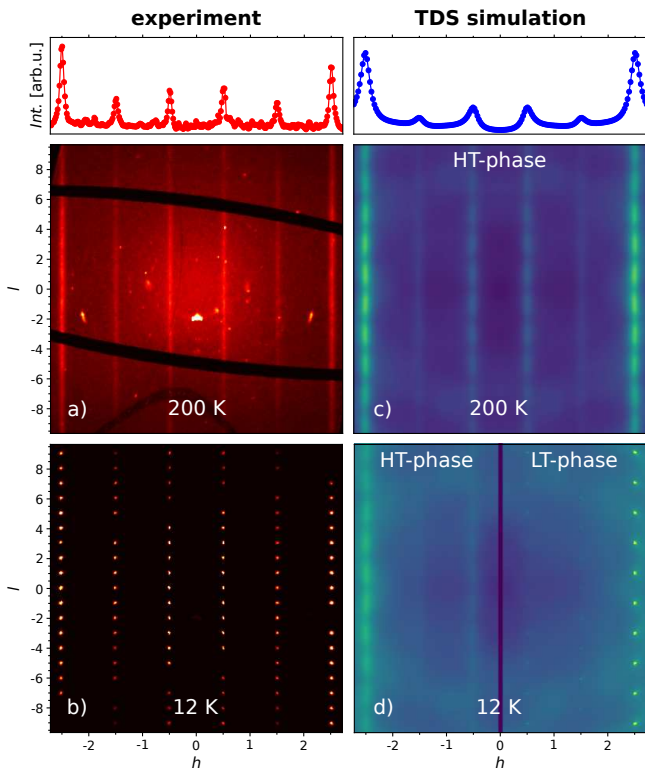 experiment
TDS simulation
Int. [arb.u.]
HT-phase
l
8
6
4
2
0
-2
-4
-6
-8
a)
200 K
c)
200 K
HT-phase
LT-phase
l
8
6
4
2
0
-2
-4
-6
-8
b)
12 K
d)
12 K
-2
-1
0
1
2
-2
-1
0
1
2
h
h